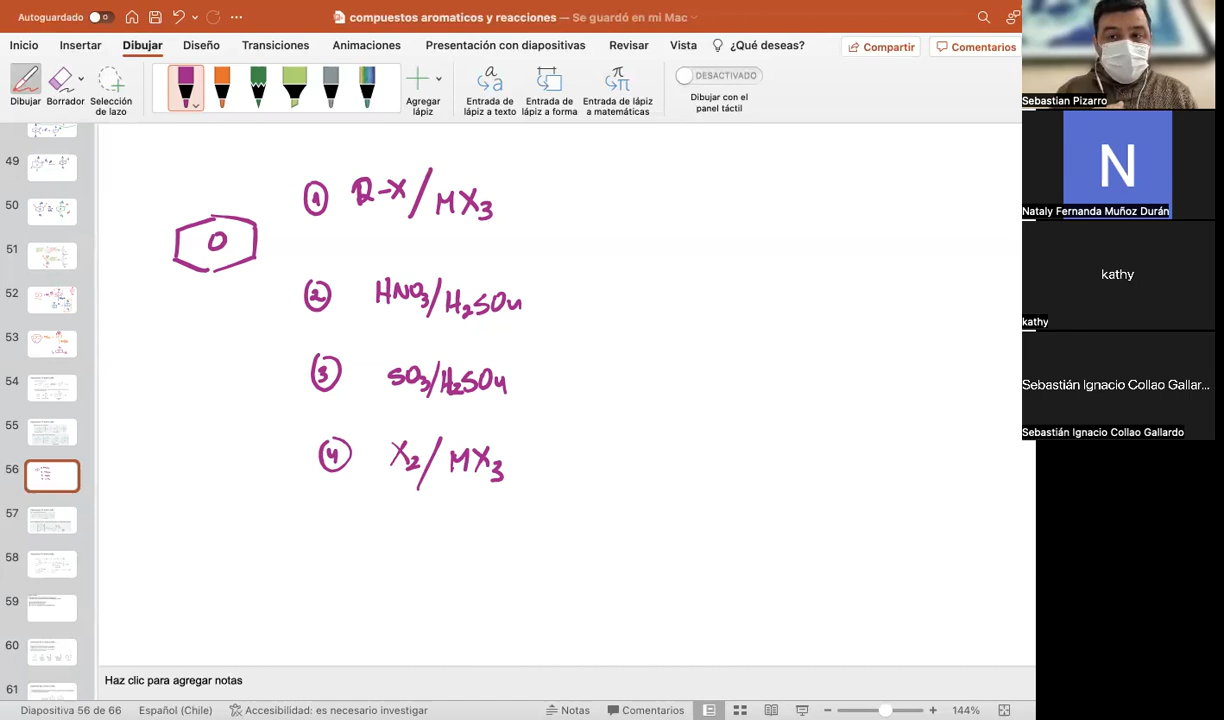 Autoguardado
compuestos aromaticos y reacciones — Se guardó en mi Mac
Inicio Insertar Dibujar Diseño Transiciones Animaciones Presentación con diapositivas Revisar Vista ¿Qué deseas? Compartir Comentarios
Dibujar Borrador Selección de lazo Agregar lápiz Entrada de lápiz a texto Entrada de lápiz a forma Entrada de lápiz a matemáticas DESACTIVADO Dibujar con el panel táctil
Sebastian Pizarro
N
Nataly Fernanda Muñoz Durán
kathy
kathy
Sebastián Ignacio Collao Gallar...
Sebastián Ignacio Collao Gallardo
49
50
51
52
53
54
55
56
57
58
59
60
61
1 R-X/MX3
2 HNO3/H2SO4
3 SO3/H2SO4
4 X2/MX3
Haz clic para agregar notas
Diapositiva 56 de 66 Español (Chile) Accesibilidad: es necesario investigar Notas Comentarios 144%